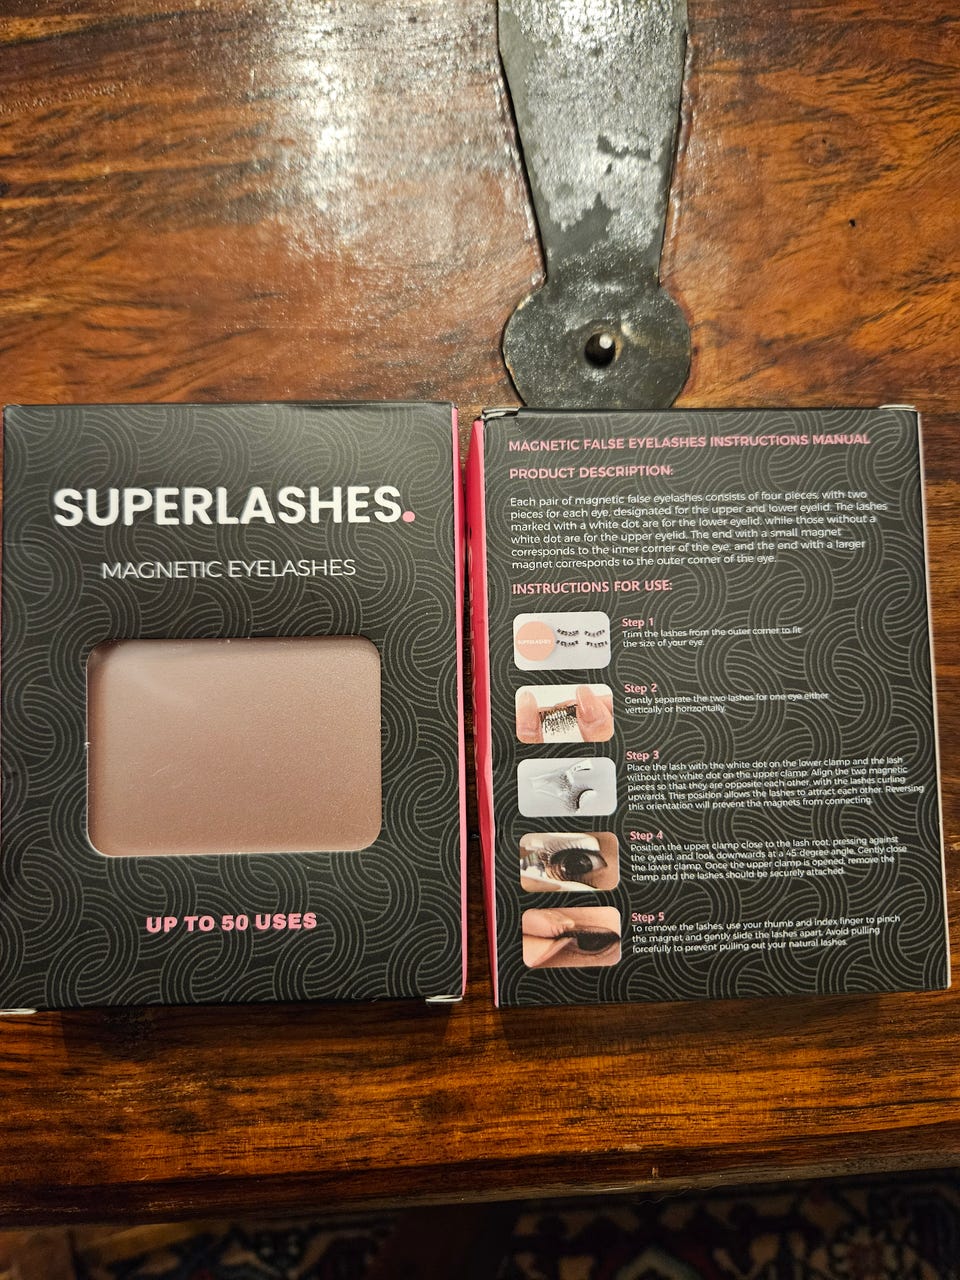 SUPERLASHES.
MAGNETIC EYELASHES
UP TO 50 USES
MAGNETIC FALSE EYELASHES INSTRUCTIONS MANUAL
PRODUCT DESCRIPTION:
Each pair of magnetic false eyelashes consists of four pieces, with two
pieces for each eye, designated for the upper and lower eyelid. The lashes
marked with a white dot are for the lower eyelid, while those without a
white dot are for the upper eyelid. The end with a small magnet
corresponds to the inner corner of the eye, and the end with a larger
magnet corresponds to the outer corner of the eye.
INSTRUCTIONS FOR USE:
SUPERLASHES
Step 1
Trim the lashes from the outer corner to fit
the size of your eye.
Step 2
Gently separate the two lashes for one eye either
vertically or horizontally.
Step 3
Place the lash with the white dot on the lower clamp and the lash
without the white dot on the upper clamp. Align the two magnetic
pieces so that they are opposite each other, with the lashes curling
upwards. This position allows the lashes to attract each other. Reversing
this orientation will prevent the magnets from connecting.
Step 4
Position the upper clamp close to the lash root, pressing against
the eyelid, and look downwards at a 45 degree angle. Gently close
the lower clamp. Once the upper clamp is opened, remove the
clamp and the lashes should be securely attached.
Step 5
To remove the lashes, use your thumb and index finger to pinch
the magnet and gently slide the lashes apart. Avoid pulling
forcefully to prevent pulling out your natural lashes.